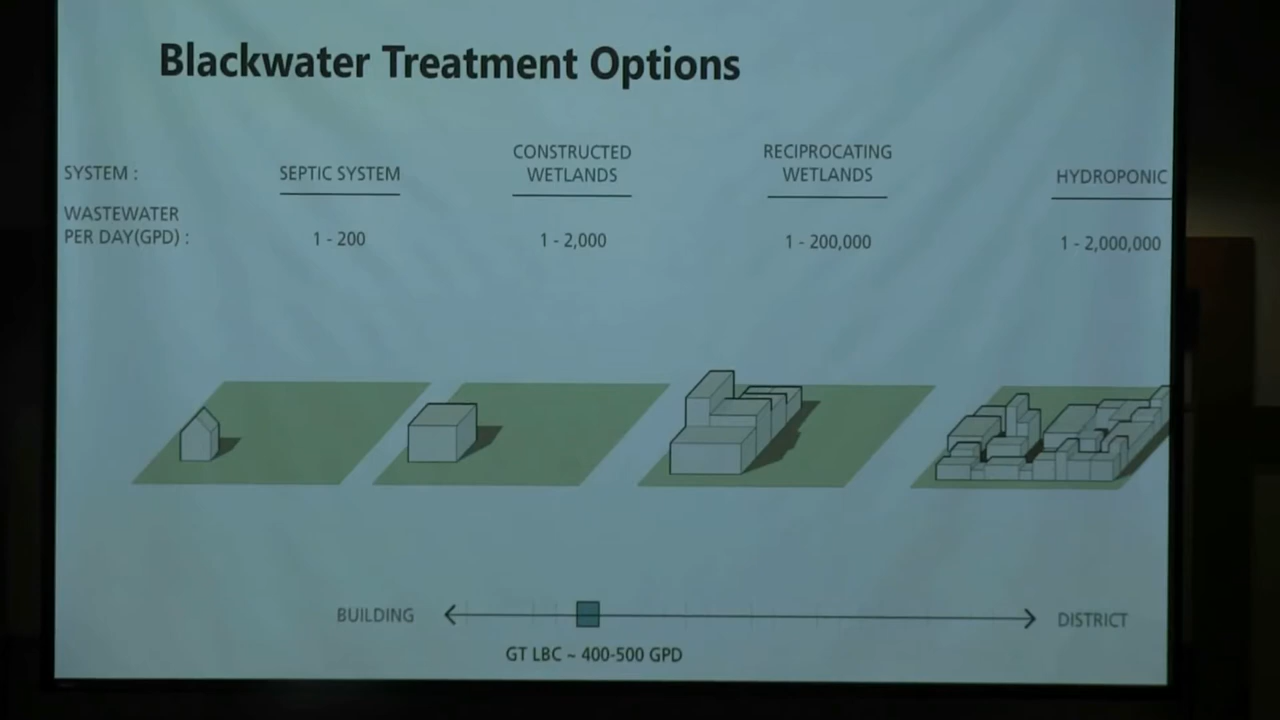 Blackwater Treatment Options
SYSTEM :
SEPTIC SYSTEM
CONSTRUCTED
WETLANDS
RECIPROCATING
WETLANDS
HYDROPONIC
WASTEWATER
PER DAY(GPD) :
1 - 200
1 - 2,000
1 - 200,000
1 - 2,000,000
BUILDING
DISTRICT
GT LBC ~ 400-500 GPD